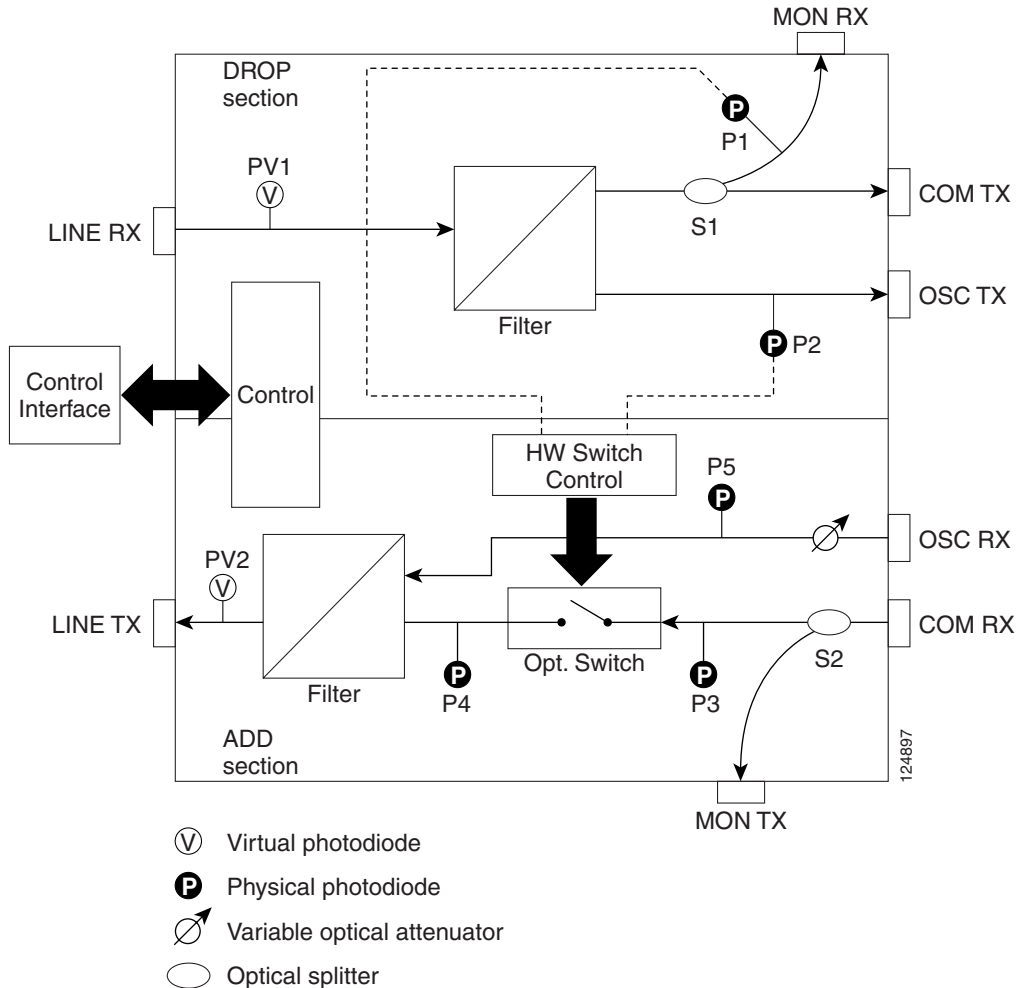 MON RX
DROP
section
P
P1
PV1
V
COM TX
LINE RX
S1
OSC TX
Filter
P
P2
Control
Interface
Control
HW Switch
Control
P5
P
OSC RX
PV2
V
LINE TX
COM RX
Opt. Switch
S2
P
P
Filter
P4
P3
ADD
section
124897
MON TX
V Virtual photodiode
P Physical photodiode
Variable optical attenuator
Optical splitter